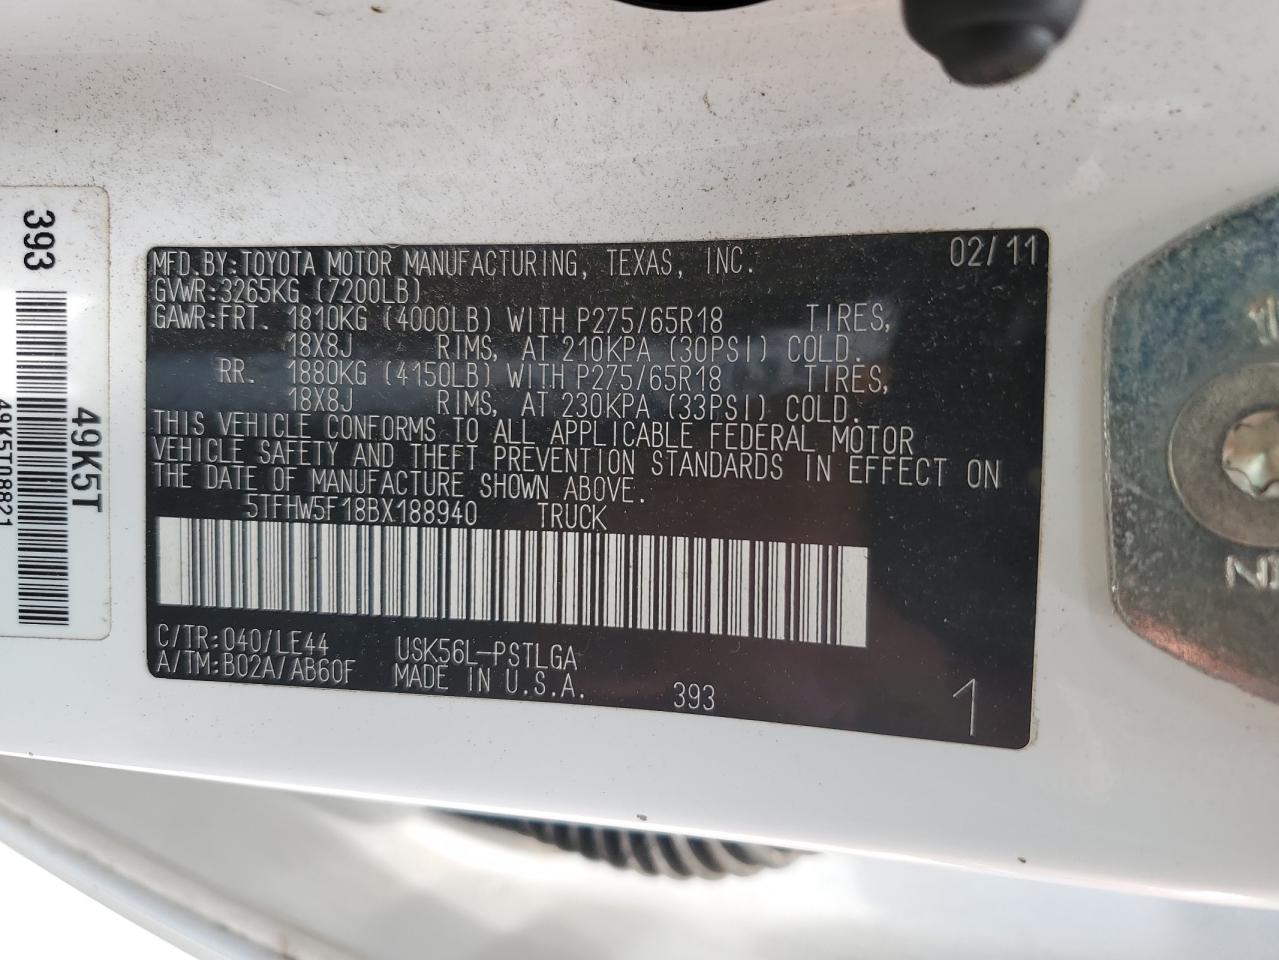 MFD.BY:TOYOTA MOTOR MANUFACTURING, TEXAS, INC. 02/11
GVWR:3265KG (7200LB)
GAWR:FRT. 1810KG (4000LB) WITH P275/65R18 TIRES,
18X8J RIMS, AT 210KPA (30PSI) COLD.
RR. 1880KG (4150LB) WITH P275/65R18 TIRES,
18X8J RIMS, AT 230KPA (33PSI) COLD.
THIS VEHICLE CONFORMS TO ALL APPLICABLE FEDERAL MOTOR
VEHICLE SAFETY AND THEFT PREVENTION STANDARDS IN EFFECT ON
THE DATE OF MANUFACTURE SHOWN ABOVE.
5TFHW5F18BX188940 TRUCK
C/TR:040/LE44 USK56L-PSTLGA
A/TM:B02A/AB60F MADE IN U.S.A. 393 1
393
49K5T
49K5T08821